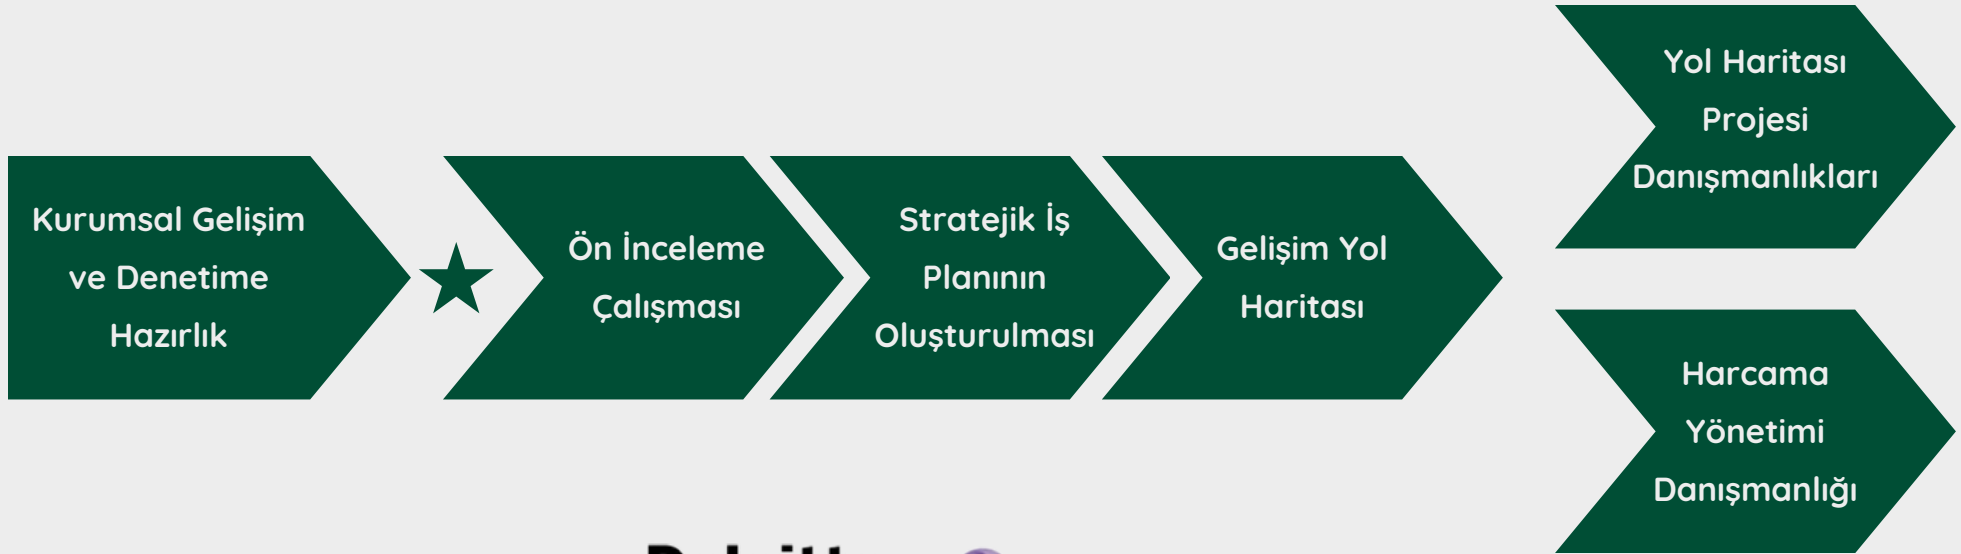 Kurumsal Gelişim
ve Denetime
Hazırlık
Ön İnceleme
Çalışması
Stratejik İş
Planının
Oluşturulması
Gelişim Yol
Haritası
Yol Haritası
Projesi
Danışmanlıkları
Harcama
Yönetimi
Danışmanlığı